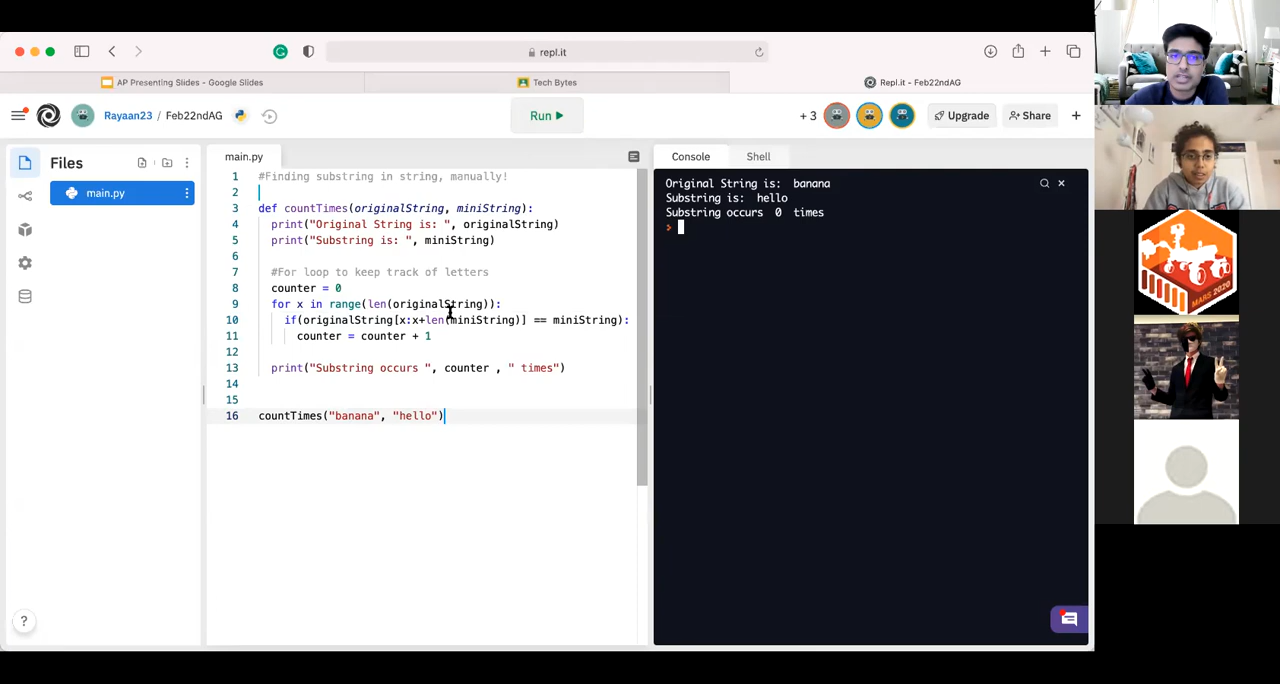 repl.it
AP Presenting Slides - Google Slides
Tech Bytes
Repl.it - Feb22ndAG
Rayaan23 / Feb22ndAG
Run
+ 3
Upgrade
Share
Files
main.py
main.py
1 #Finding substring in string, manually!
2
3 def countTimes(originalString, miniString):
4 print("Original String is: ", originalString)
5 print("Substring is: ", miniString)
6
7 #For loop to keep track of letters
8 counter = 0
9 for x in range(len(originalString)):
10 if(originalString[x:x+len(miniString)] == miniString):
11 counter = counter + 1
12
13 print("Substring occurs ", counter , " times")
14
15
16 countTimes("banana", "hello")
Console
Shell
Original String is:  banana
Substring is:  hello
Substring occurs  0  times
>
?
MARS 2020